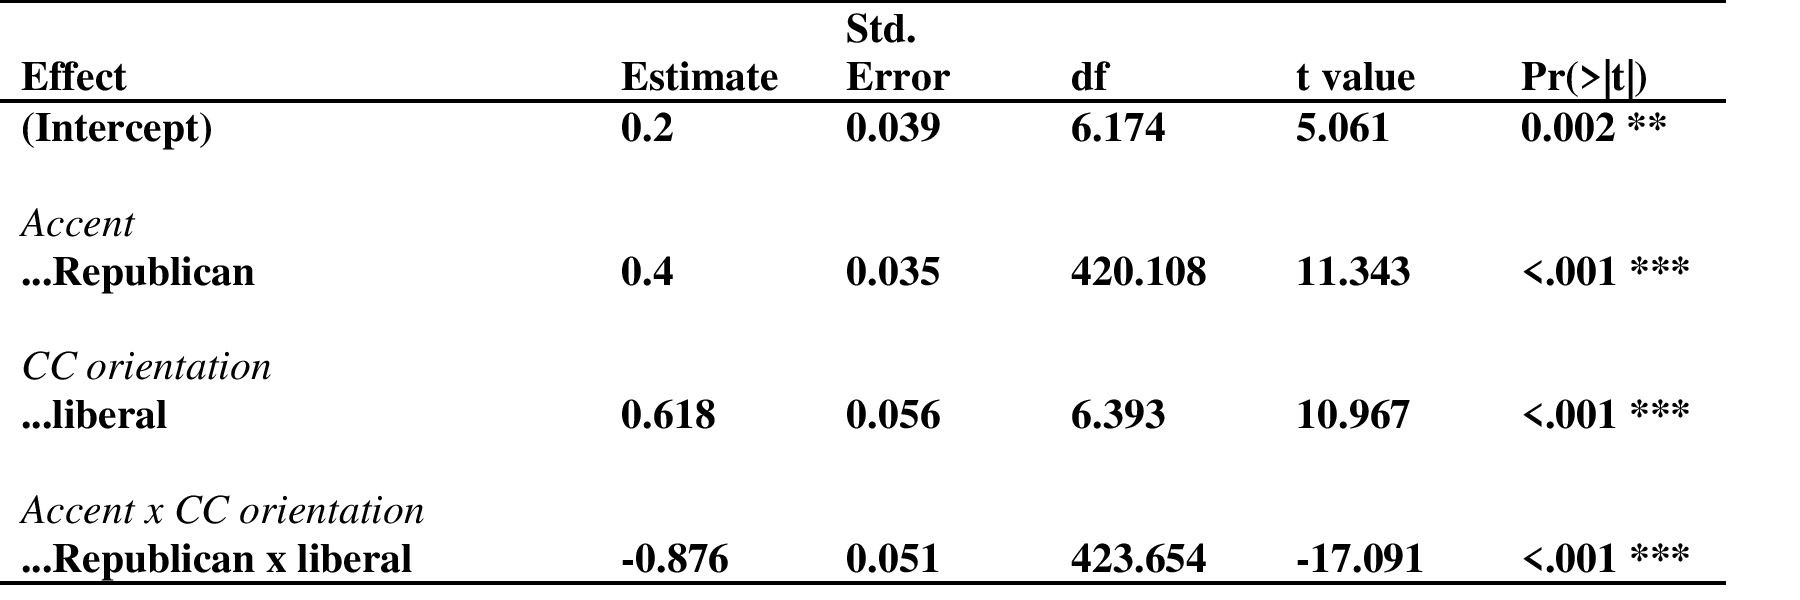 Std.
Effect Estimate Error df t value Pr(>|t|)
(Intercept) 0.2 0.039 6.174 5.061 0.002 **
Accent
...Republican 0.4 0.035 420.108 11.343 <.001 ***
CC orientation
...liberal 0.618 0.056 6.393 10.967 <.001 ***
Accent x CC orientation
...Republican x liberal -0.876 0.051 423.654 -17.091 <.001 ***